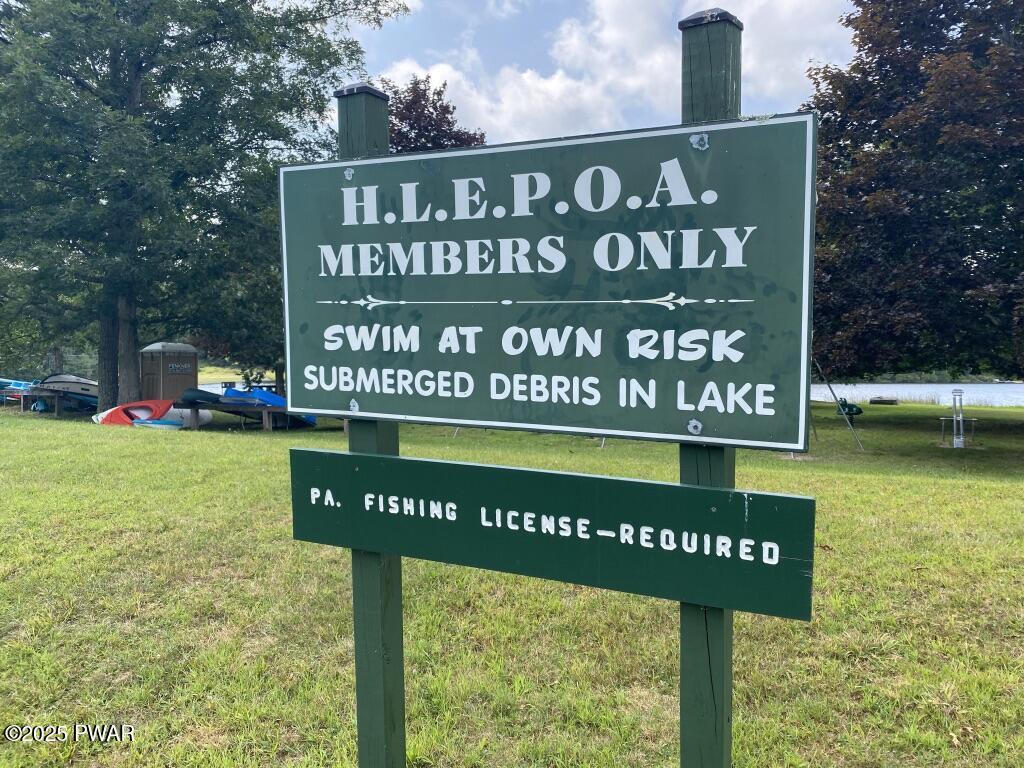 H.L.E.P.O.A.
MEMBERS ONLY
SWIM AT OWN RISK
SUBMERGED DEBRIS IN LAKE
PA. FISHING LICENSE–REQUIRED
©2025 PWAR